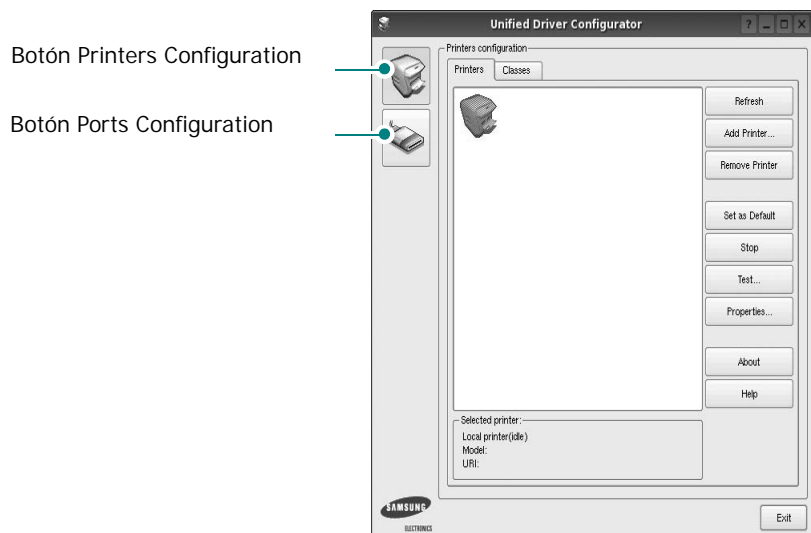 Unified Driver Configurator
Botón Printers Configuration
Botón Ports Configuration
Printers configuration
Printers
Classes
Refresh
Add Printer...
Remove Printer
Set as Default
Stop
Test...
Properties...
About
Help
Selected printer:
Local printer(idle)
Model:
URI:
SAMSUNG
ELECTRONICS
Exit